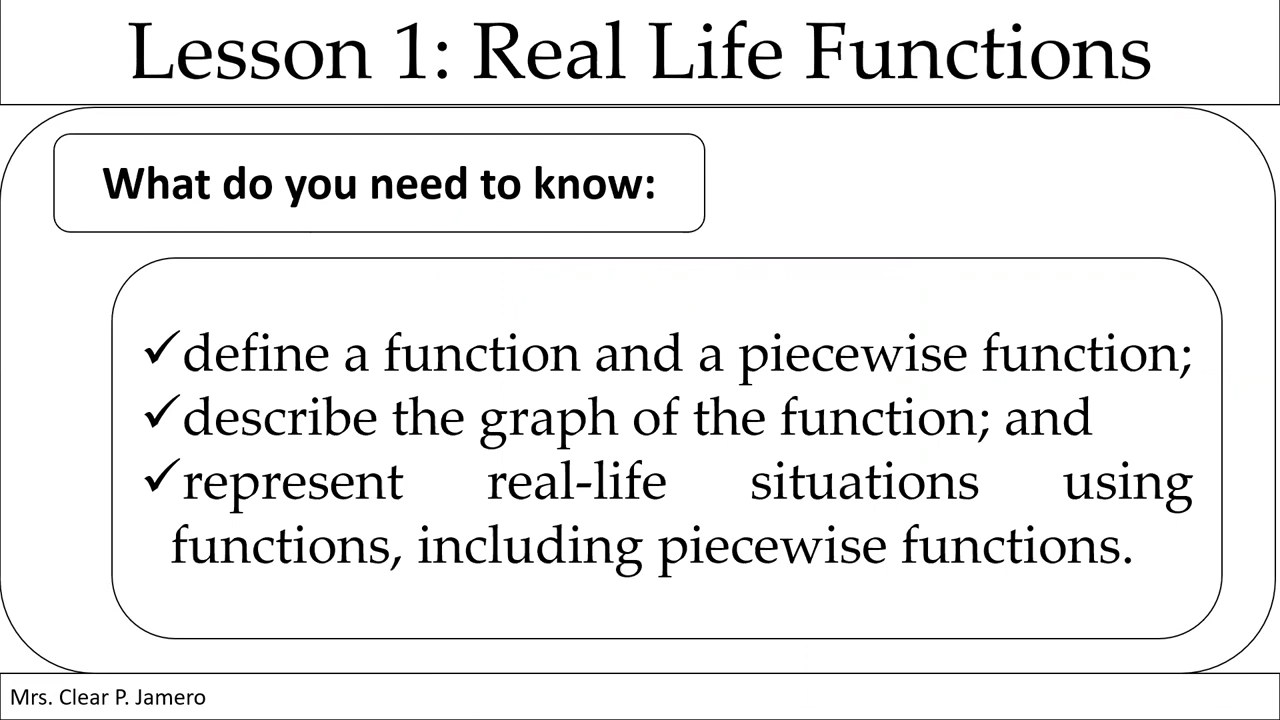 Lesson 1: Real Life Functions
What do you need to know:
✓define a function and a piecewise function;
✓describe the graph of the function; and
✓represent real-life situations using
functions, including piecewise functions.
Mrs. Clear P. Jamero